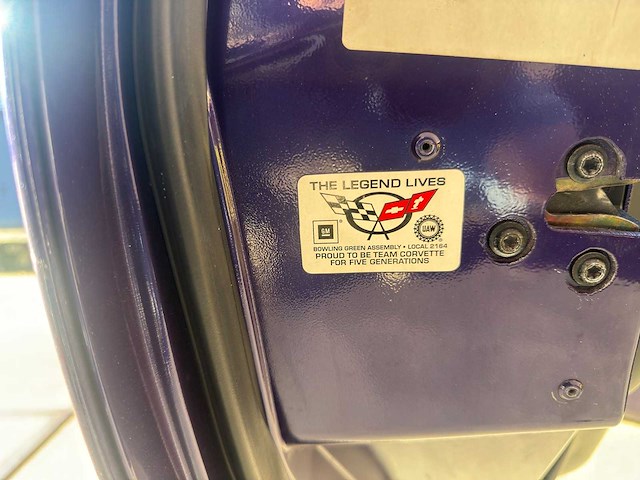 THE LEGEND LIVES
GM
UAW
BOWLING GREEN ASSEMBLY • LOCAL 2164
PROUD TO BE TEAM CORVETTE
FOR FIVE GENERATIONS